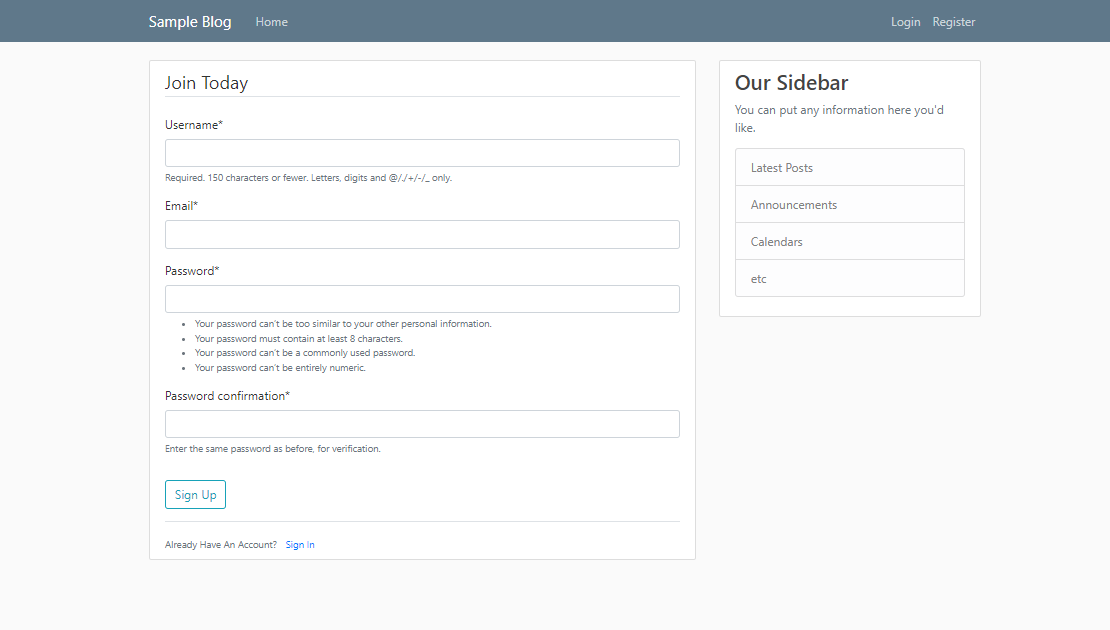 Sample Blog Home Login Register
Join Today
Username*
Required. 150 characters or fewer. Letters, digits and @/./+/-/_ only.
Email*
Password*
Your password can't be too similar to your other personal information.
Your password must contain at least 8 characters.
Your password can't be a commonly used password.
Your password can't be entirely numeric.
Password confirmation*
Enter the same password as before, for verification.
Sign Up
Already Have An Account? Sign In
Our Sidebar
You can put any information here you'd
like.
Latest Posts
Announcements
Calendars
etc